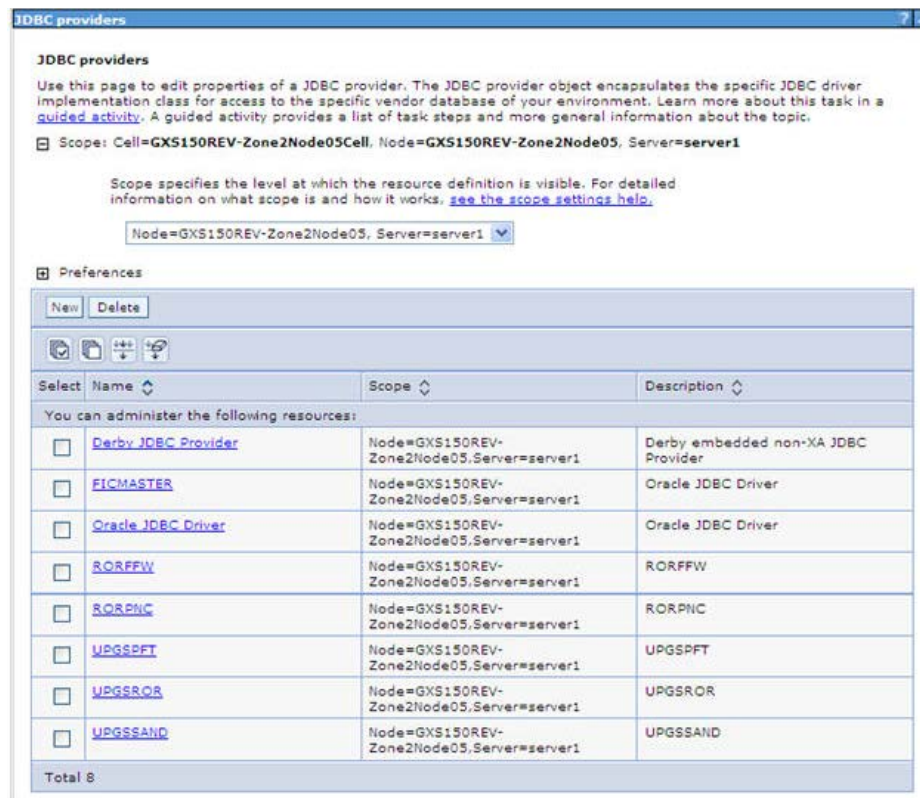 JDBC providers
?
JDBC providers
Use this page to edit properties of a JDBC provider. The JDBC provider object encapsulates the specific JDBC driver
implementation class for access to the specific vendor database of your environment. Learn more about this task in a
guided activity. A guided activity provides a list of task steps and more general information about the topic.
Scope: Cell=GXS150REV-Zone2Node05Cell, Node=GXS150REV-Zone2Node05, Server=server1
Scope specifies the level at which the resource definition is visible. For detailed
information on what scope is and how it works, see the scope settings help.
Node=GXS150REV-Zone2Node05, Server=server1
Preferences
New Delete
Select Name Scope Description
You can administer the following resources:
Derby JDBC Provider Node=GXS150REV- Derby embedded non-XA JDBC
Zone2Node05,Server=server1 Provider
FICMASTER Node=GXS150REV- Oracle JDBC Driver
Zone2Node05,Server=server1
Oracle JDBC Driver Node=GXS150REV- Oracle JDBC Driver
Zone2Node05,Server=server1
RORFFW Node=GXS150REV- RORFFW
Zone2Node05,Server=server1
RORPNC Node=GXS150REV- RORPNC
Zone2Node05,Server=server1
UPGSPFT Node=GXS150REV- UPGSPFT
Zone2Node05,Server=server1
UPGSROR Node=GXS150REV- UPGSROR
Zone2Node05,Server=server1
UPGSSAND Node=GXS150REV- UPGSSAND
Zone2Node05,Server=server1
Total 8